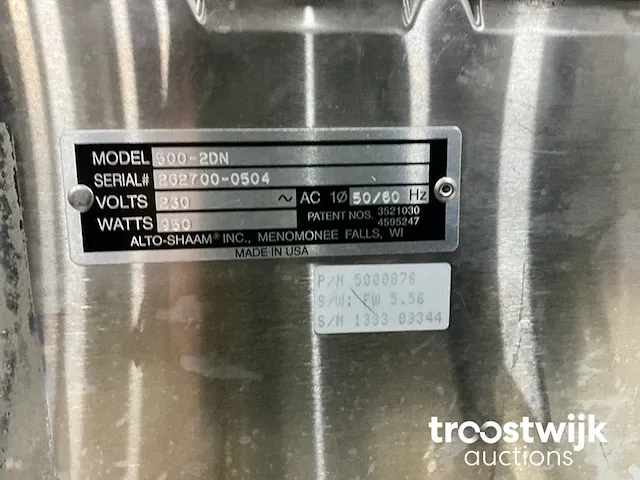 MODEL 500-2DN
SERIAL# 262700-0504
VOLTS 230 ~ AC 1Ø 50/60 Hz
WATTS 950 PATENT NOS. 3521030
4595247
ALTO-SHAAM® INC., MENOMONEE FALLS, WI
MADE IN USA
P/N 5000876
S/W: FW 5.56
S/N 1333 03344
troostwijk
auctions